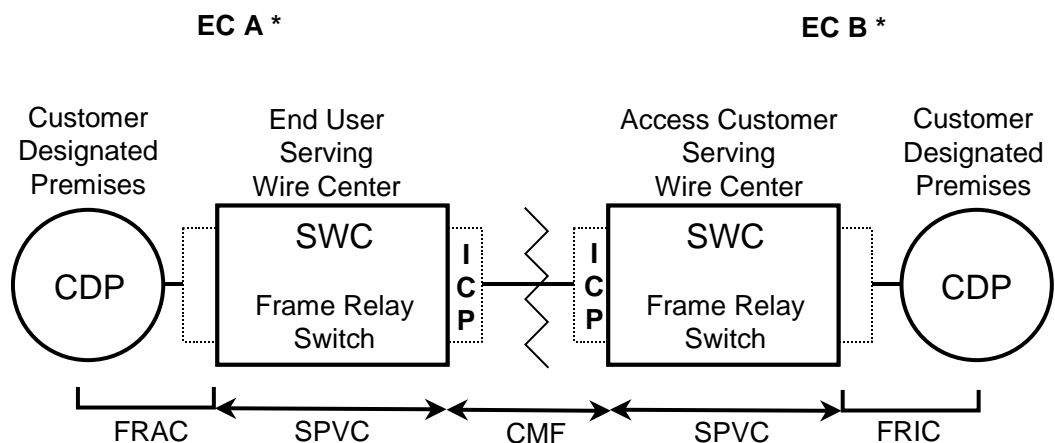 EC A *
EC B *
Customer
Designated
Premises
End User
Serving
Wire Center
Access Customer
Serving
Wire Center
Customer
Designated
Premises
CDP
SWC
Frame Relay
Switch
I
C
P
I
C
P
SWC
Frame Relay
Switch
CDP
FRAC
SPVC
CMF
SPVC
FRIC